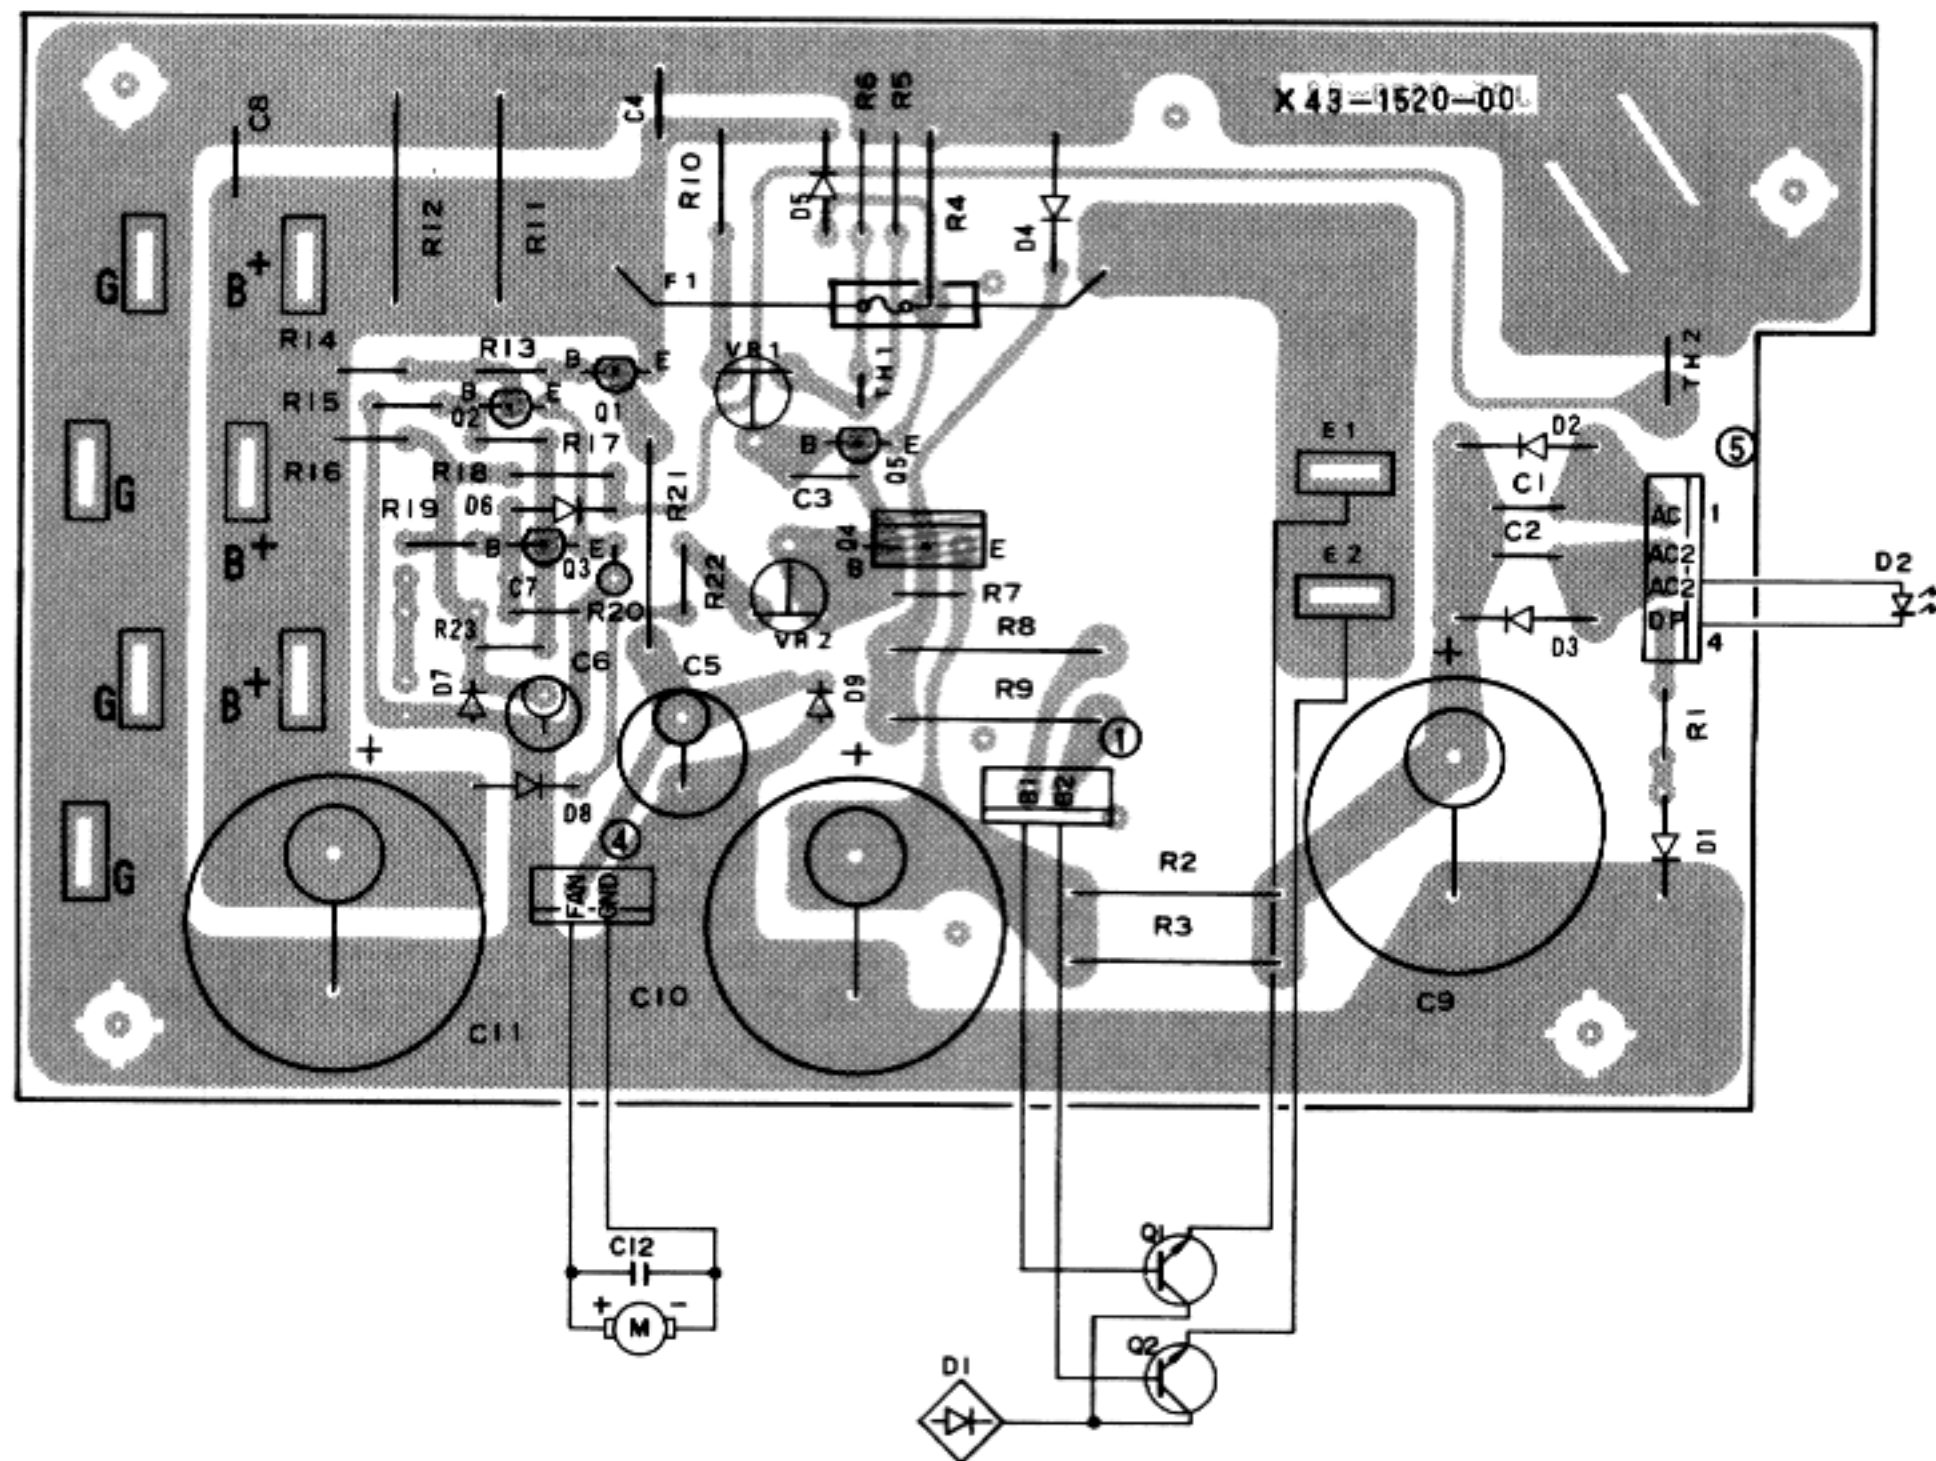 X 43-1520-00
C8
C4
R6
R5
R12
R11
R10
D5
R4
D4
G
B+
F1
R14
R13
B
E
VR1
TH1
TH2
R15
B
E
Q2
Q1
R17
B
E
Q5
E1
D2
5
R16
R18
R21
C3
C1
G
R19
D6
AC
1
B+
B
E
Q3
Q4
B
E
C2
AC2
E2
AC2
D2
C7
R20
R22
R7
DP
R23
VR2
R8
D3
4
+
C6
C5
D7
D9
R9
G
B+
R1
+
+
1
B1
B2
D8
4
D1
G
FAN
GND
R2
R3
C11
C10
C9
C12
+
-
M
Q1
Q2
D1